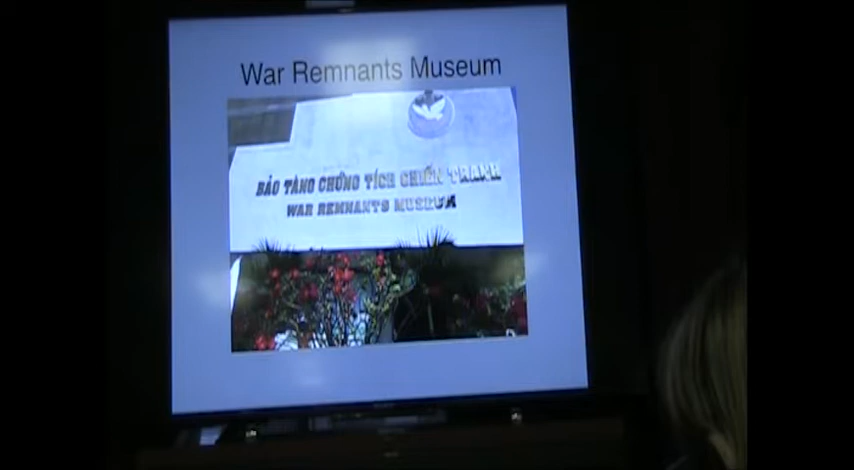 War Remnants Museum
BẢO TÀNG CHỨNG TÍCH CHIẾN TRANH
WAR REMNANTS MUSEUM